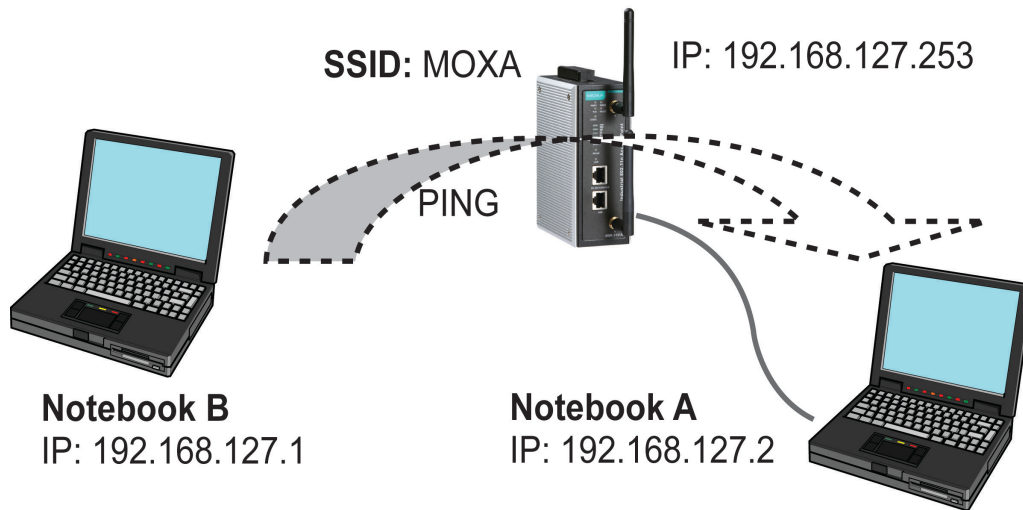 SSID: MOXA
IP: 192.168.127.253
PING
Notebook B
IP: 192.168.127.1
Notebook A
IP: 192.168.127.2